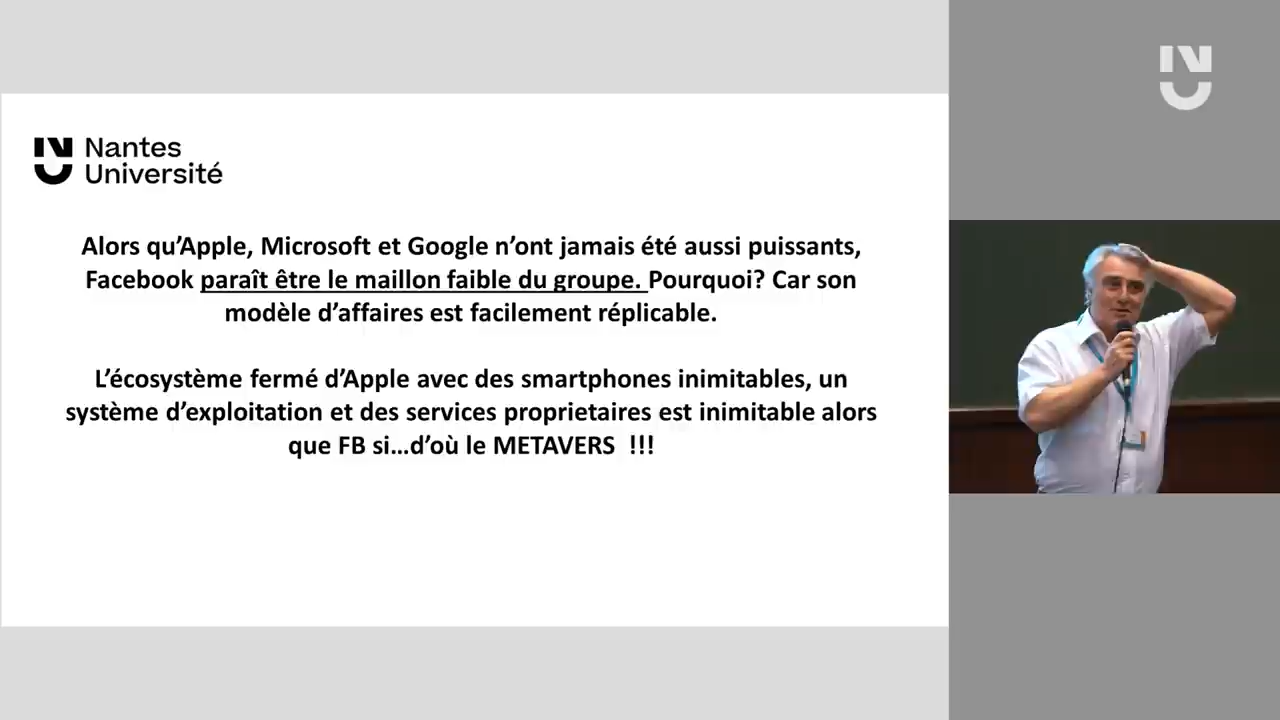 Nantes
Université
Alors qu’Apple, Microsoft et Google n’ont jamais été aussi puissants,
Facebook paraît être le maillon faible du groupe. Pourquoi? Car son
modèle d’affaires est facilement réplicable.
L’écosystème fermé d’Apple avec des smartphones inimitables, un
système d’exploitation et des services proprietaires est inimitable alors
que FB si…d’où le METAVERS !!!